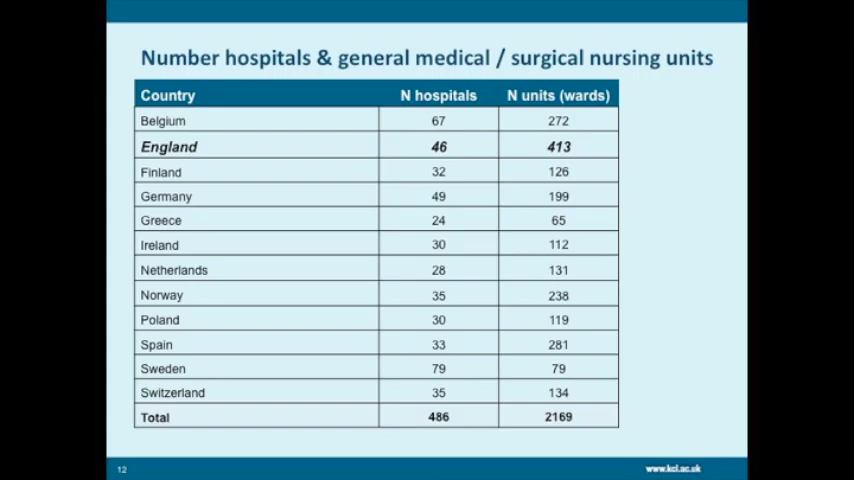 Number hospitals & general medical / surgical nursing units
Country N hospitals N units (wards)
Belgium 67 272
England 46 413
Finland 32 126
Germany 49 199
Greece 24 65
Ireland 30 112
Netherlands 28 131
Norway 35 238
Poland 30 119
Spain 33 281
Sweden 79 79
Switzerland 35 134
Total 486 2169
12 www.kcl.ac.uk